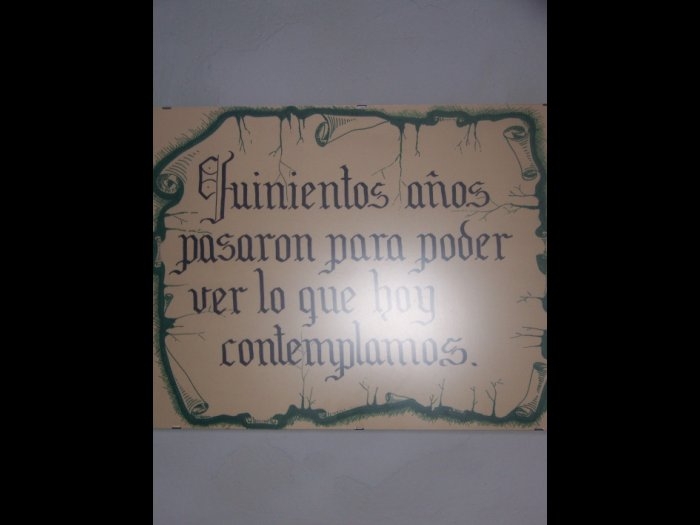 Quinientos años
pasaron para poder
ver lo que hoy
contemplamos.